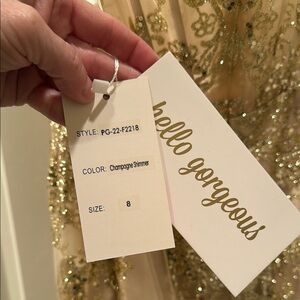 STYLE: PG-22-F2218
COLOR: Champagne Shimmer
SIZE: 8
hello gorgeous